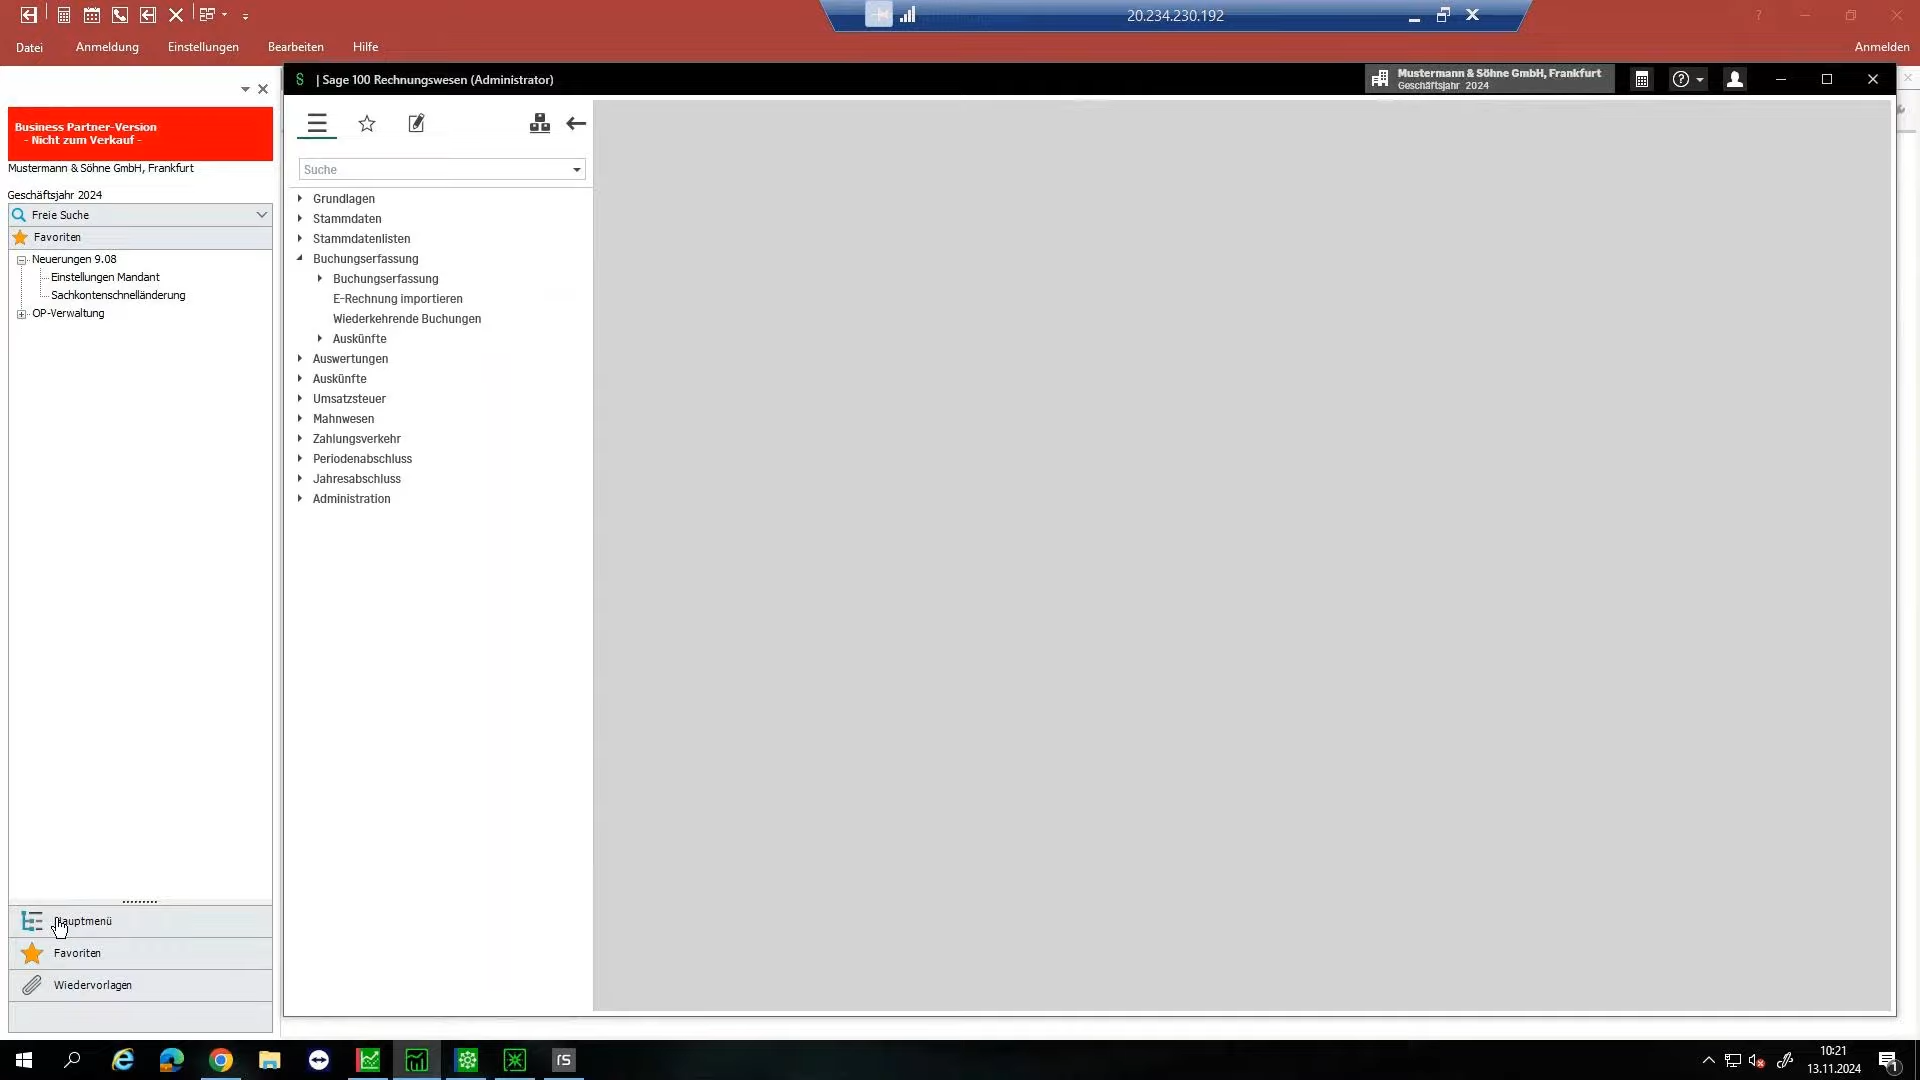 20.234.230.192
Datei Anmeldung Einstellungen Bearbeiten Hilfe Anmelden
| Sage 100 Rechnungswesen (Administrator)
Mustermann & Söhne GmbH, Frankfurt
Geschäftsjahr 2024
Business Partner-Version
- Nicht zum Verkauf -
Mustermann & Söhne GmbH, Frankfurt
Geschäftsjahr 2024
Freie Suche
Favoriten
Neuerungen 9.08
Einstellungen Mandant
Sachkontenschnelländerung
OP-Verwaltung
Hauptmenü
Favoriten
Wiedervorlagen
Suche
Grundlagen
Stammdaten
Stammdatenlisten
Buchungserfassung
Buchungserfassung
E-Rechnung importieren
Wiederkehrende Buchungen
Auskünfte
Auswertungen
Auskünfte
Umsatzsteuer
Mahnwesen
Zahlungsverkehr
Periodenabschluss
Jahresabschluss
Administration
rs
10:21
13.11.2024
1